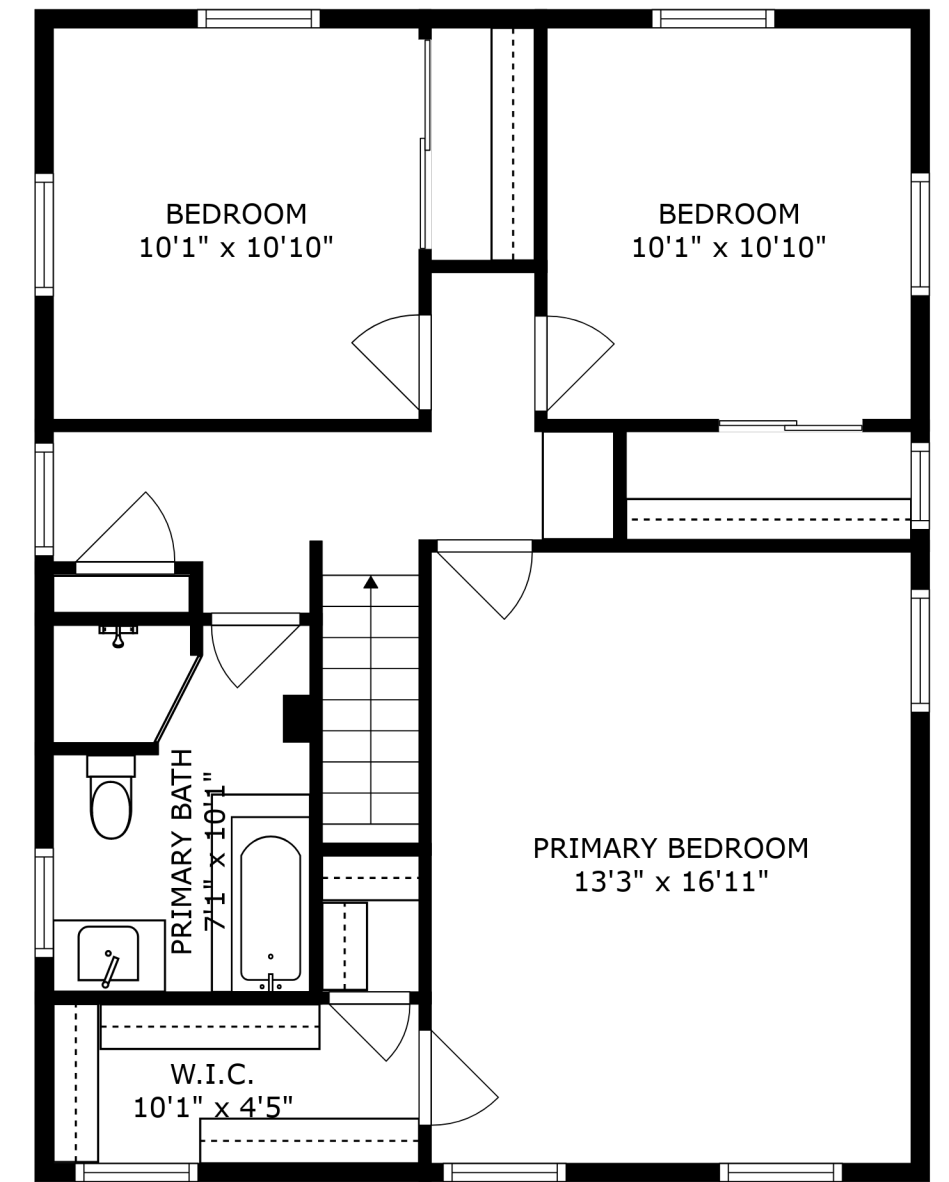 BEDROOM
10'1" x 10'10"
BEDROOM
10'1" x 10'10"
PRIMARY BATH
7'1" x 10'1"
PRIMARY BEDROOM
13'3" x 16'11"
W.I.C.
10'1" x 4'5"